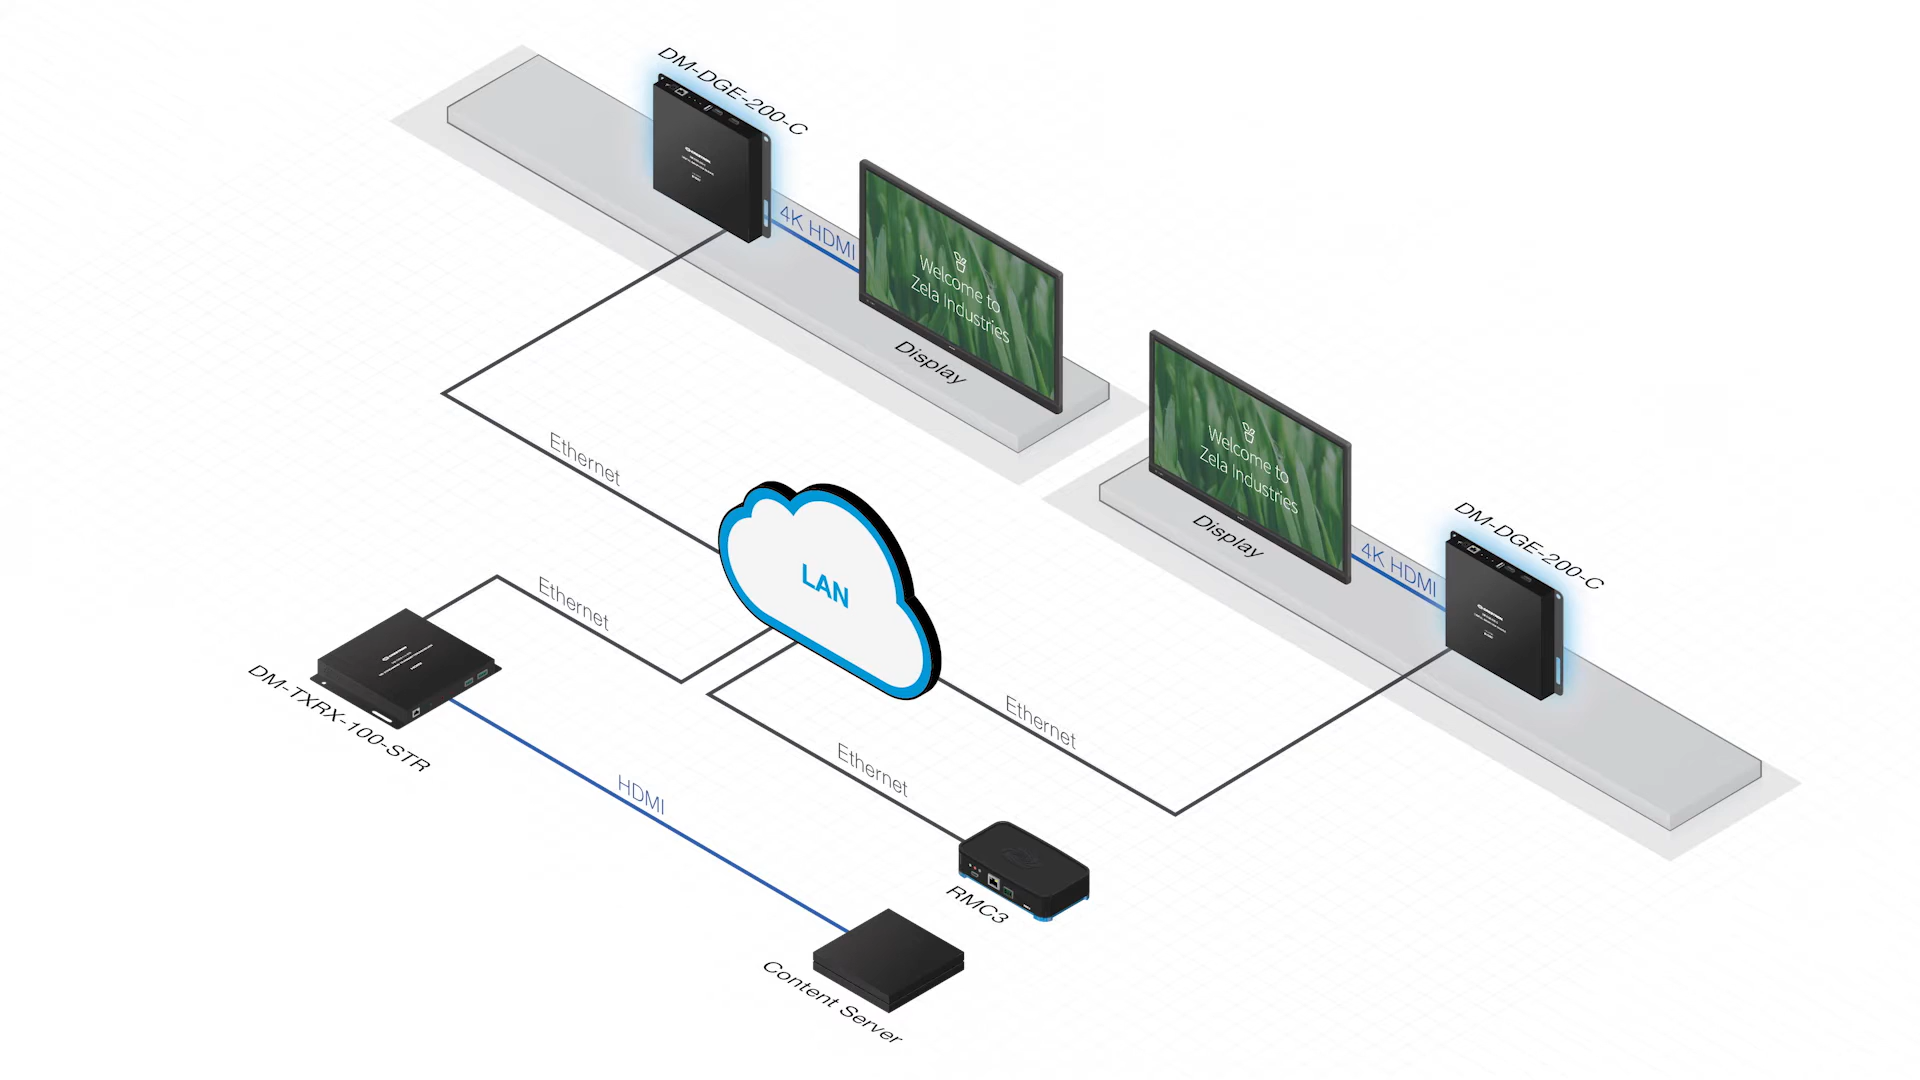 DM-DGE-200-C
4K HDMI
Welcome to
Zela Industries
Display
Welcome to
Zela Industries
Display
4K HDMI
DM-DGE-200-C
Ethernet
LAN
Ethernet
DM-TXRX-100-STR
Ethernet
Ethernet
HDMI
RMC3
Content Server